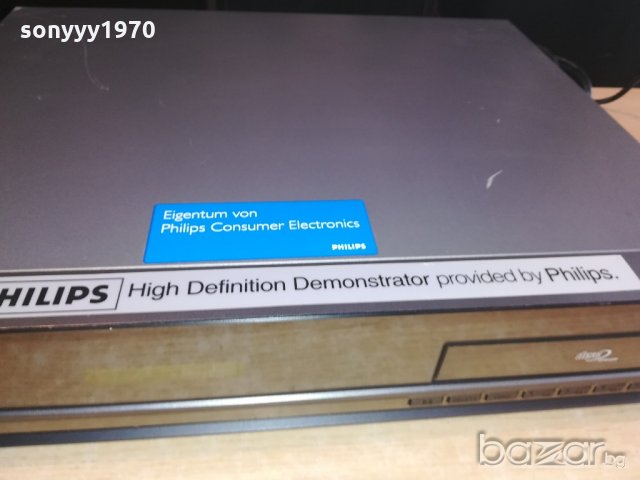 sonyyy1970
Eigentum von
Philips Consumer Electronics
PHILIPS
PHILIPS High Definition Demonstrator provided by Philips.
bazar.bg